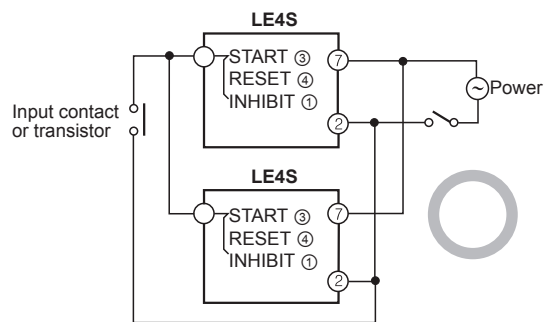 LE4S
START ③
RESET ④
INHIBIT ①
7
2
Power
Input contact
or transistor
LE4S
START ③
RESET ④
INHIBIT ①
7
2